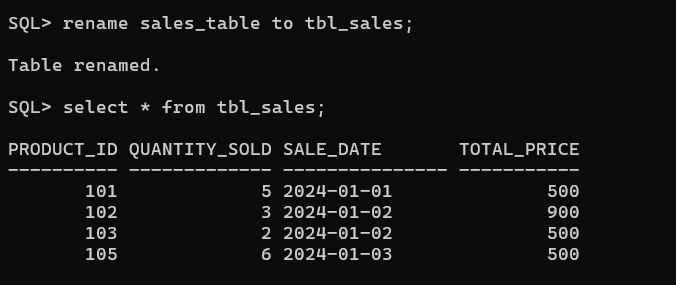 SQL> rename sales_table to tbl_sales;
Table renamed.
SQL> select * from tbl_sales;
PRODUCT_ID QUANTITY_SOLD SALE_DATE       TOTAL_PRICE
---------- ------------- --------------- -----------
       101             5 2024-01-01              500
       102             3 2024-01-02              900
       103             2 2024-01-02              500
       105             6 2024-01-03              500